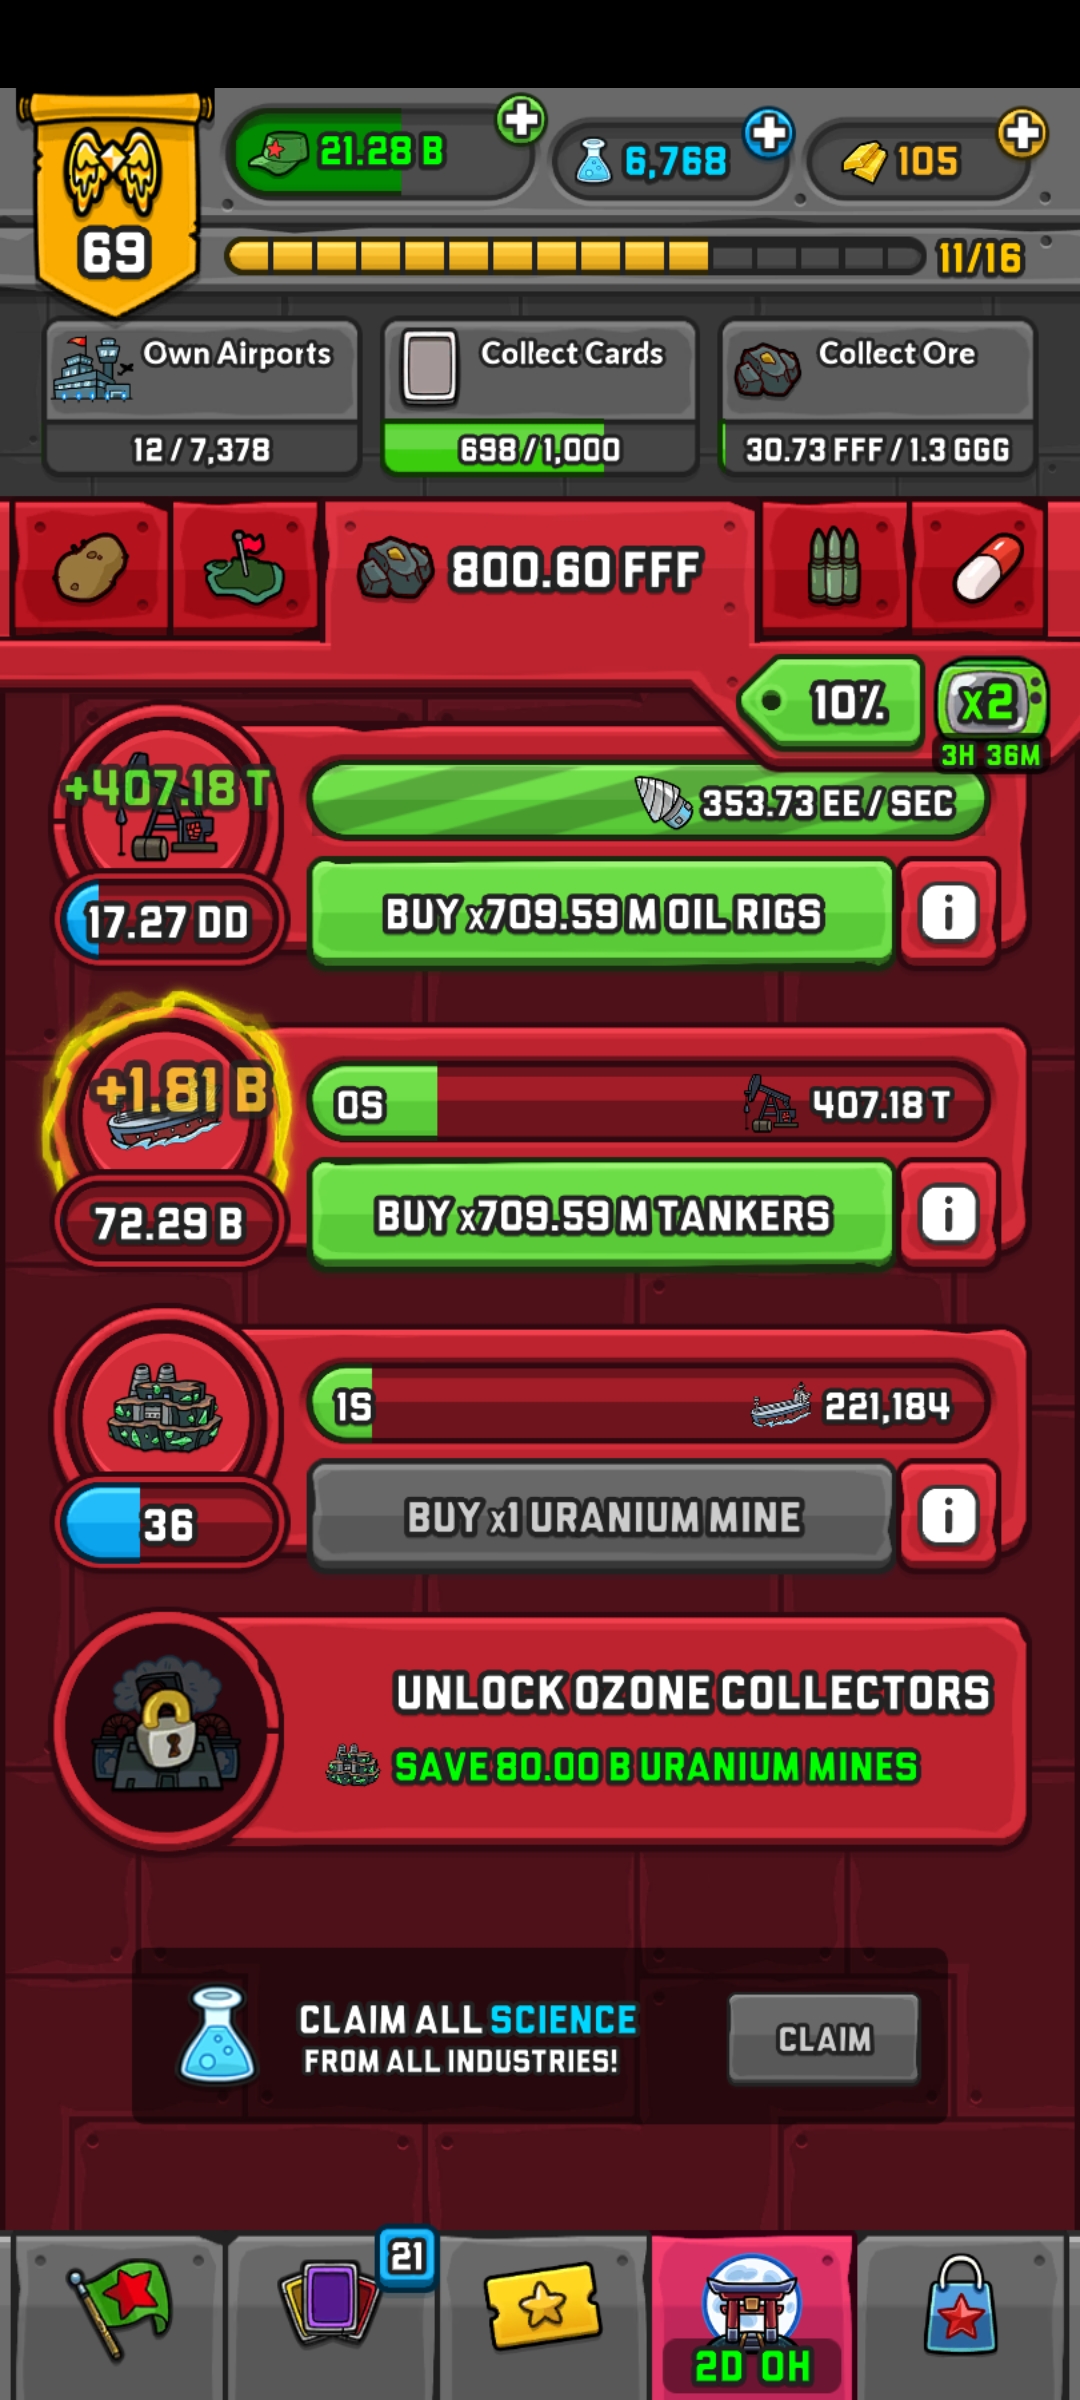 69
21.28 B
6,768
105
11/16
Own Airports
12 / 7,378
Collect Cards
698 / 1,000
Collect Ore
30.73 FFF / 1.3 GGG
800.60 FFF
10%
x2
3H 36M
+407.18 T
353.73 EE / SEC
17.27 DD
BUY x709.59 M OIL RIGS
i
+1.81 B
0S
407.18 T
72.29 B
BUY x709.59 M TANKERS
i
1S
221,184
36
BUY x1 URANIUM MINE
i
UNLOCK OZONE COLLECTORS
SAVE 80.00 B URANIUM MINES
CLAIM ALL SCIENCE
FROM ALL INDUSTRIES!
CLAIM
21
2D 0H